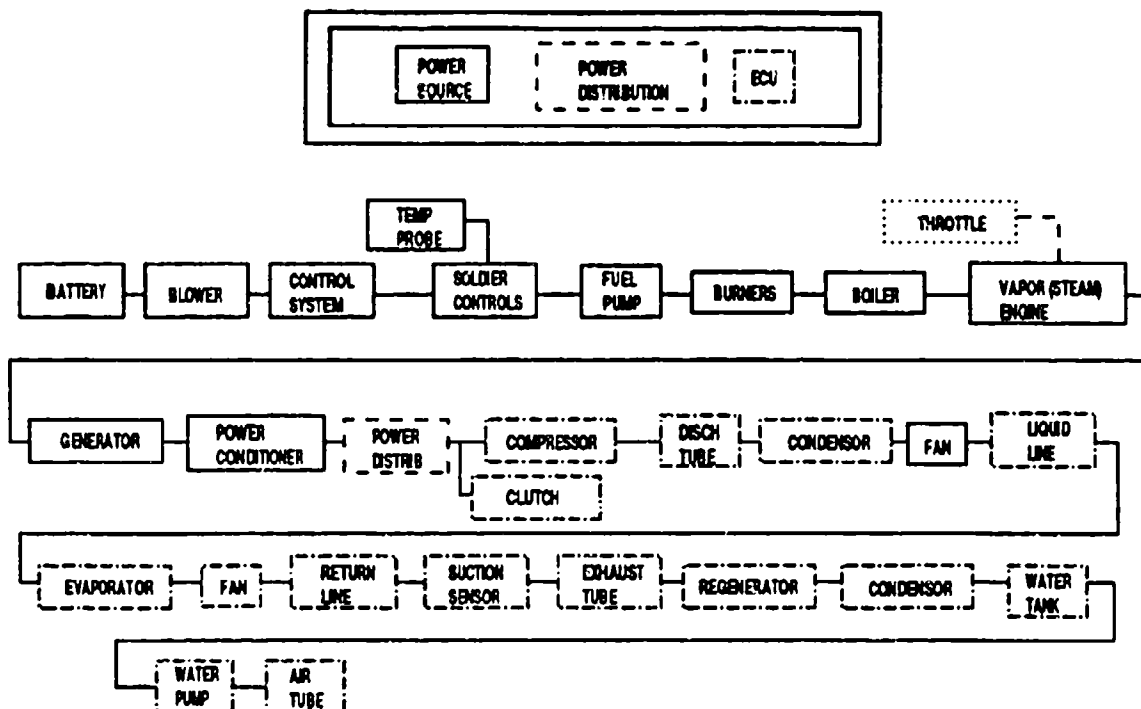 POWER
SOURCE
POWER
DISTRIBUTION
ECU
TEMP
PROBE
THROTTLE
BATTERY
BLOWER
CONTROL
SYSTEM
SOLDIER
CONTROLS
FUEL
PUMP
BURNERS
BOILER
VAPOR (STEAM)
ENGINE
GENERATOR
POWER
CONDITIONER
POWER
DISTRIB
COMPRESSOR
CLUTCH
DISCH
TUBE
CONDENSOR
FAN
LIQUID
LINE
EVAPORATOR
FAN
RETURN
LINE
SUCTION
SENSOR
EXHAUST
TUBE
REGENERATOR
CONDENSOR
WATER
TANK
WATER
PUMP
AIR
TUBE